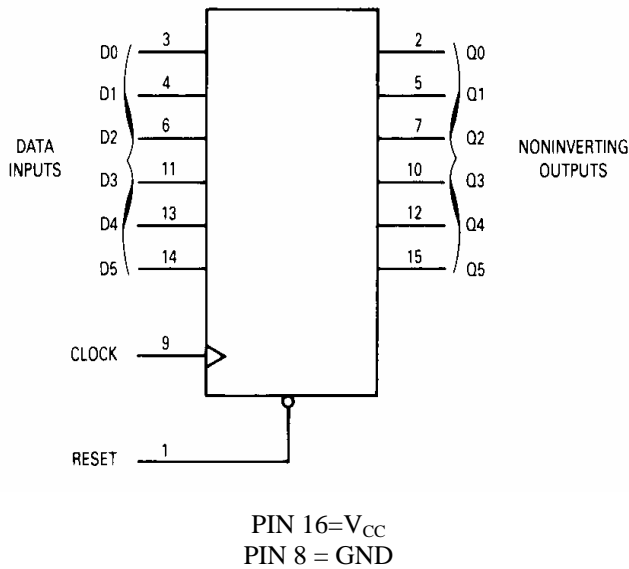 D0 3 2 Q0
D1 4 5 Q1
D2 6 7 Q2
DATA INPUTS
NONINVERTING OUTPUTS
D3 11 10 Q3
D4 13 12 Q4
D5 14 15 Q5
CLOCK 9
RESET 1
PIN 16=VCC
PIN 8 = GND